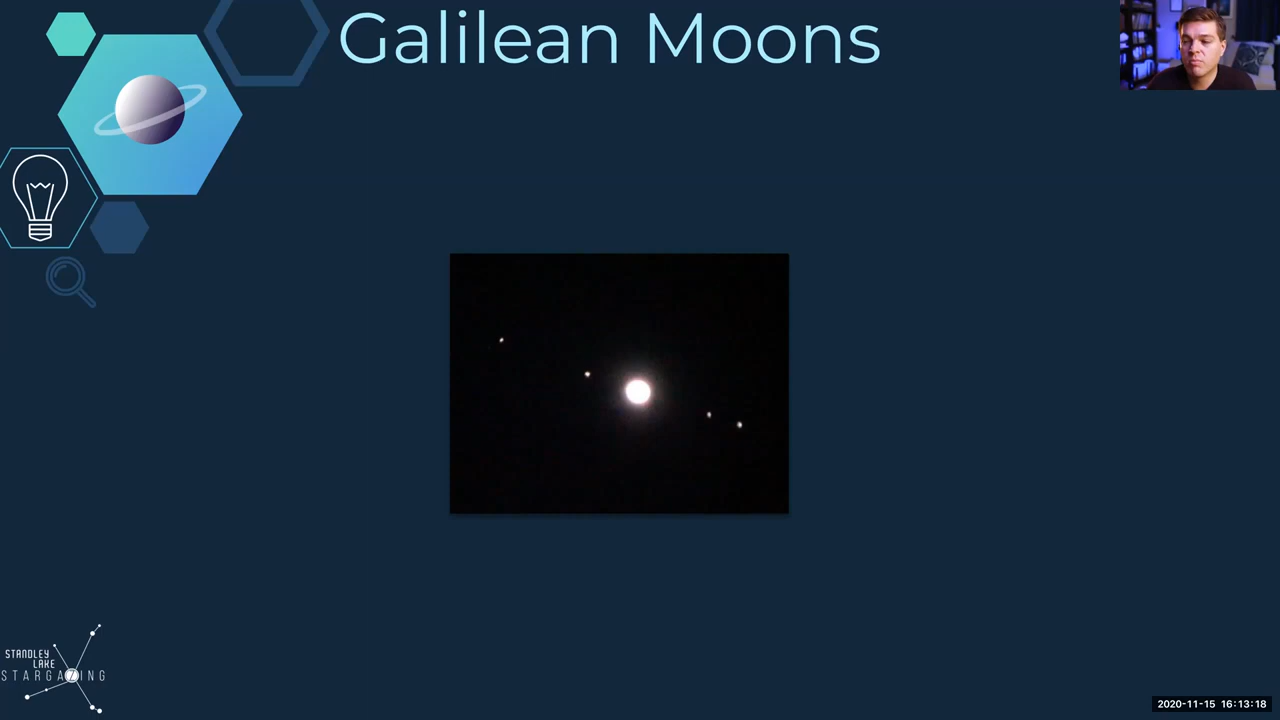 Galilean Moons
STANDLEY
LAKE
STARGAZING
2020-11-15 16:13:18